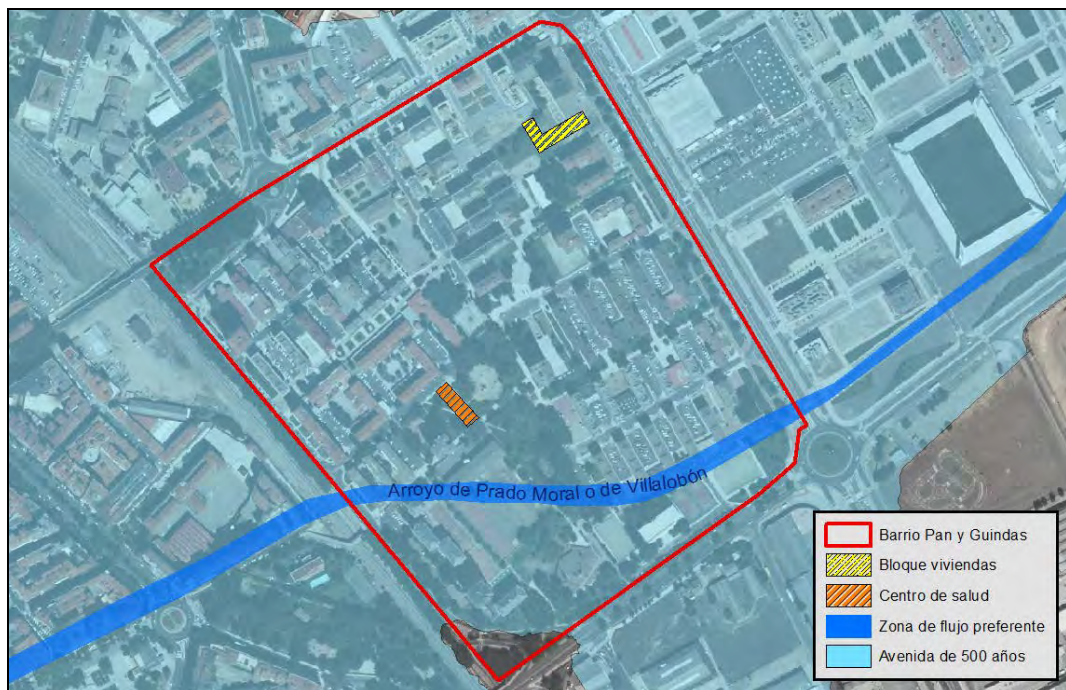 Arroyo de Prado Moral o de Villalobón
Barrio Pan y Guindas
Bloque viviendas
Centro de salud
Zona de flujo preferente
Avenida de 500 años